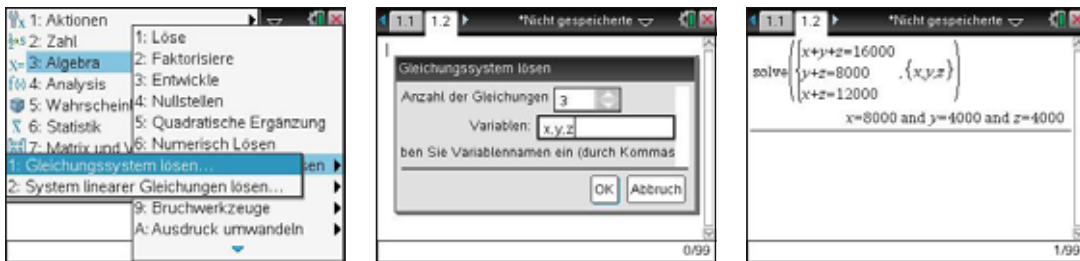 1: Aktionen
2: Zahl
3: Algebra
4: Analysis
5: Wahrscheinl
6: Statistik
7: Matrix und V
1: Löse
2: Faktorisiere
3: Entwickle
4: Nullstellen
5: Quadratische Ergänzung
6: Numerisch Lösen
1: Gleichungssystem lösen...
sen
2: System linearer Gleichungen lösen...
9: Bruchwerkzeuge
A: Ausdruck umwandeln
1.1 1.2 *Nicht gespeicherte
Gleichungssystem lösen
Anzahl der Gleichungen 3
Variablen: x,y,z
ben Sie Variablennamen ein (durch Kommas
OK Abbruch
0/99
1.1 1.2 *Nicht gespeicherte
x+y+z=16000
solve( { y+z=8000 ,{x,y,z} )
x+z=12000
x=8000 and y=4000 and z=4000
1/99